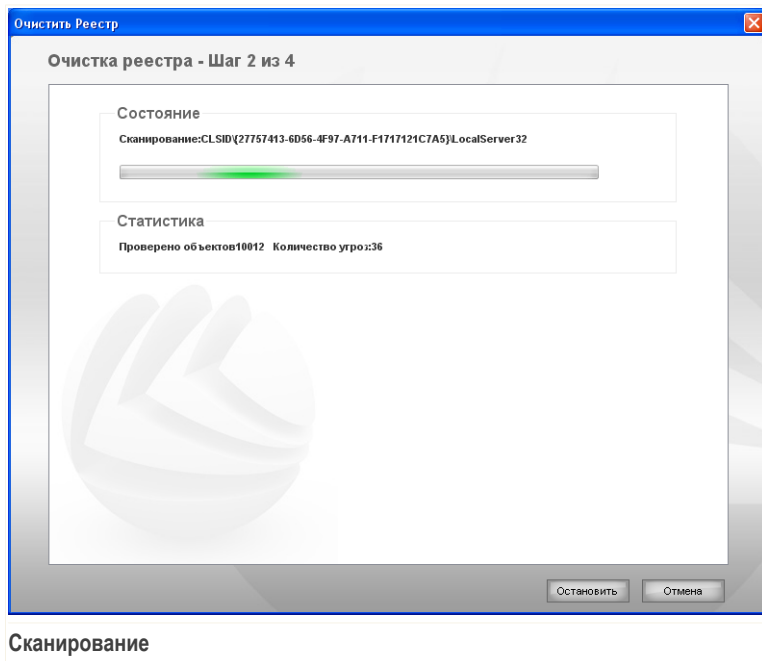 Очистить Реестр
Очистка реестра - Шаг 2 из 4
Состояние
Сканирование:CLSID\{27757413-6D56-4F97-A711-F1717121C7A5}\LocalServer32
Статистика
Проверено объектов10012 Количество угроз:36
Остановить Отмена
Сканирование